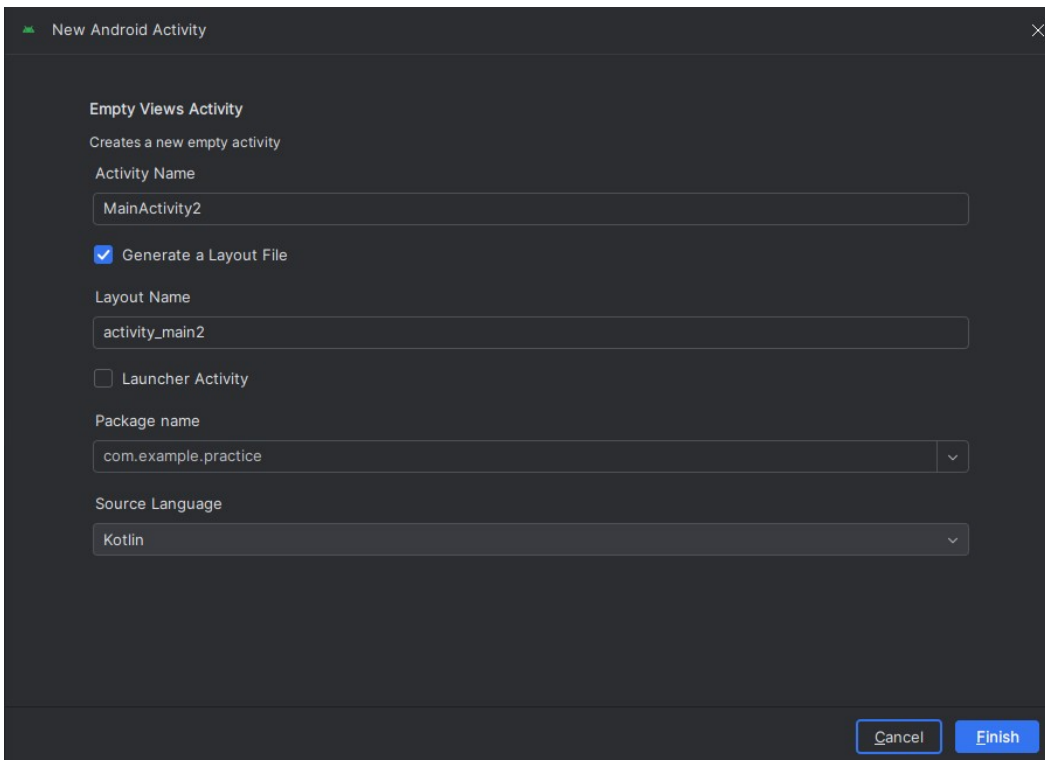 New Android Activity
Empty Views Activity
Creates a new empty activity
Activity Name
MainActivity2
Generate a Layout File
Layout Name
activity_main2
Launcher Activity
Package name
com.example.practice
Source Language
Kotlin
Cancel Finish